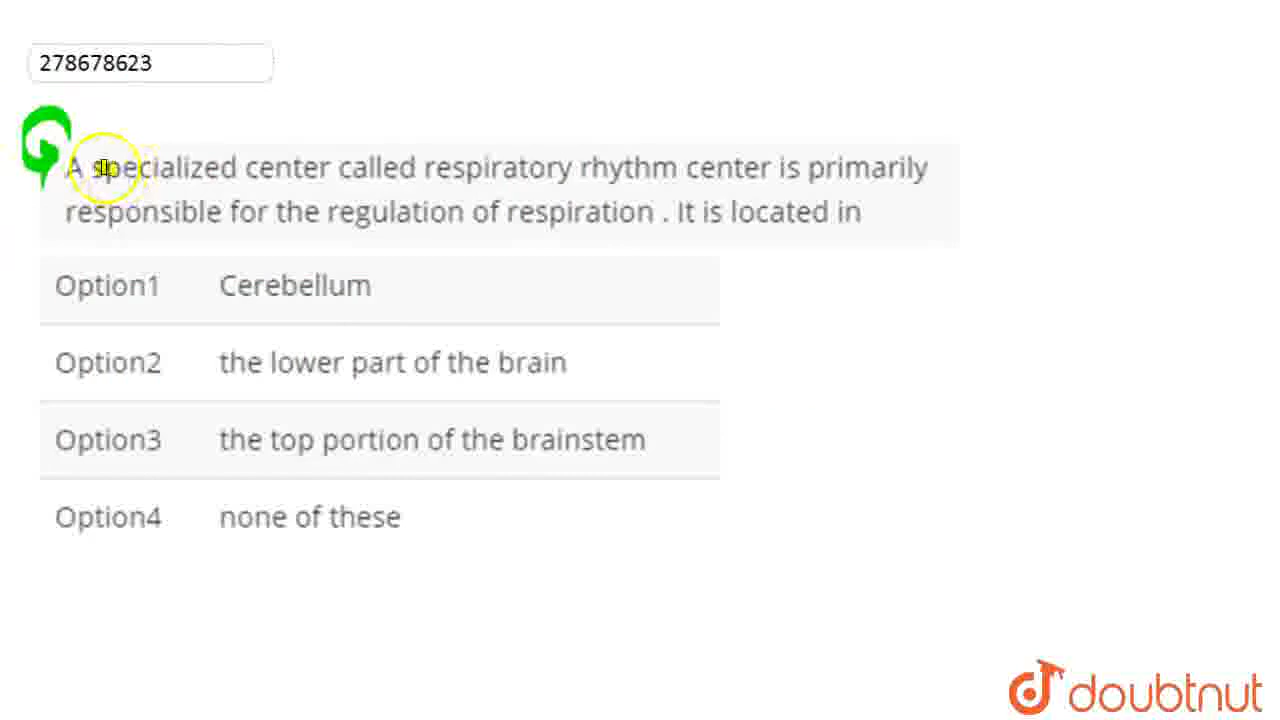 278678623
A specialized center called respiratory rhythm center is primarily
responsible for the regulation of respiration . It is located in
Option1 Cerebellum
Option2 the lower part of the brain
Option3 the top portion of the brainstem
Option4 none of these
doubtnut